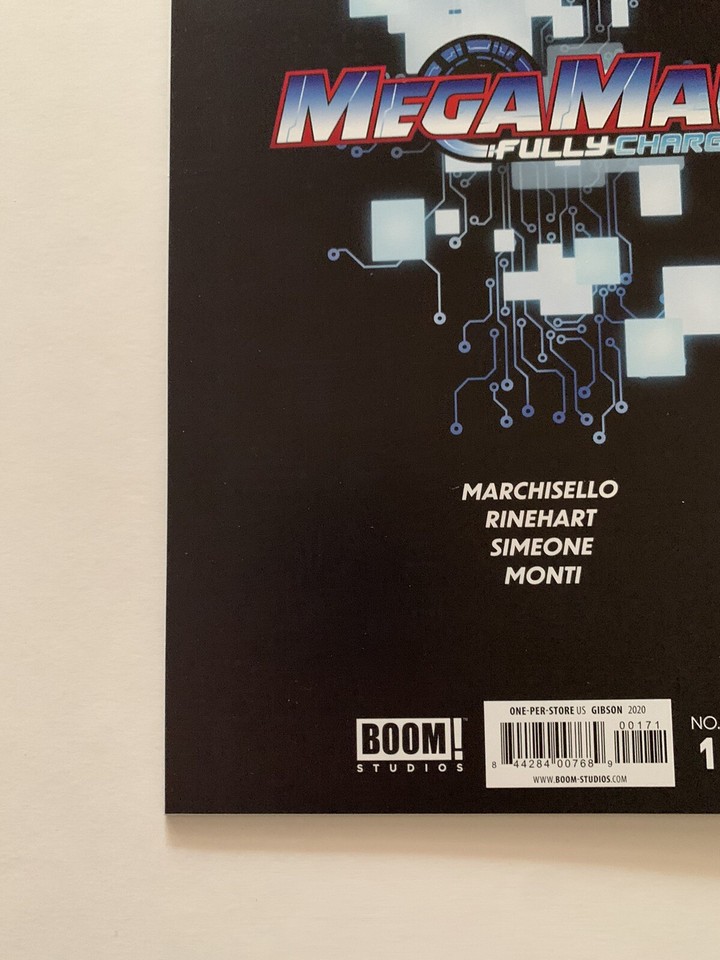 MEGAMA
FULLY CHARG
MARCHISELLO
RINEHART
SIMEONE
MONTI
BOOM!™
STUDIOS
ONE-PER-STORE US GIBSON 2020
00171
8 44284 00768 9
WWW.BOOM-STUDIOS.COM
NO.
1